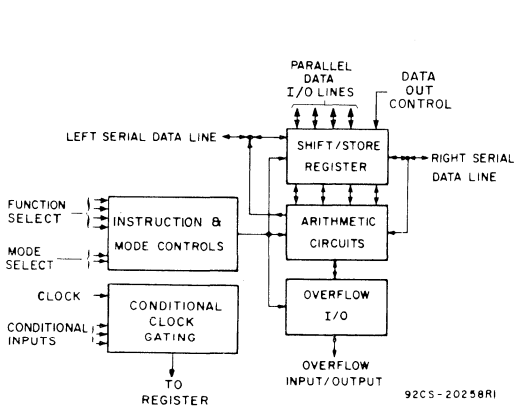 PARALLEL
DATA
I/O LINES
DATA
OUT
CONTROL
LEFT SERIAL DATA LINE
SHIFT/STORE
REGISTER
RIGHT SERIAL
DATA LINE
FUNCTION
SELECT
INSTRUCTION &
MODE CONTROLS
ARITHMETIC
CIRCUITS
MODE
SELECT
CLOCK
CONDITIONAL
INPUTS
CONDITIONAL
CLOCK
GATING
OVERFLOW
I/O
TO
REGISTER
OVERFLOW
INPUT/OUTPUT
92CS-20258R1